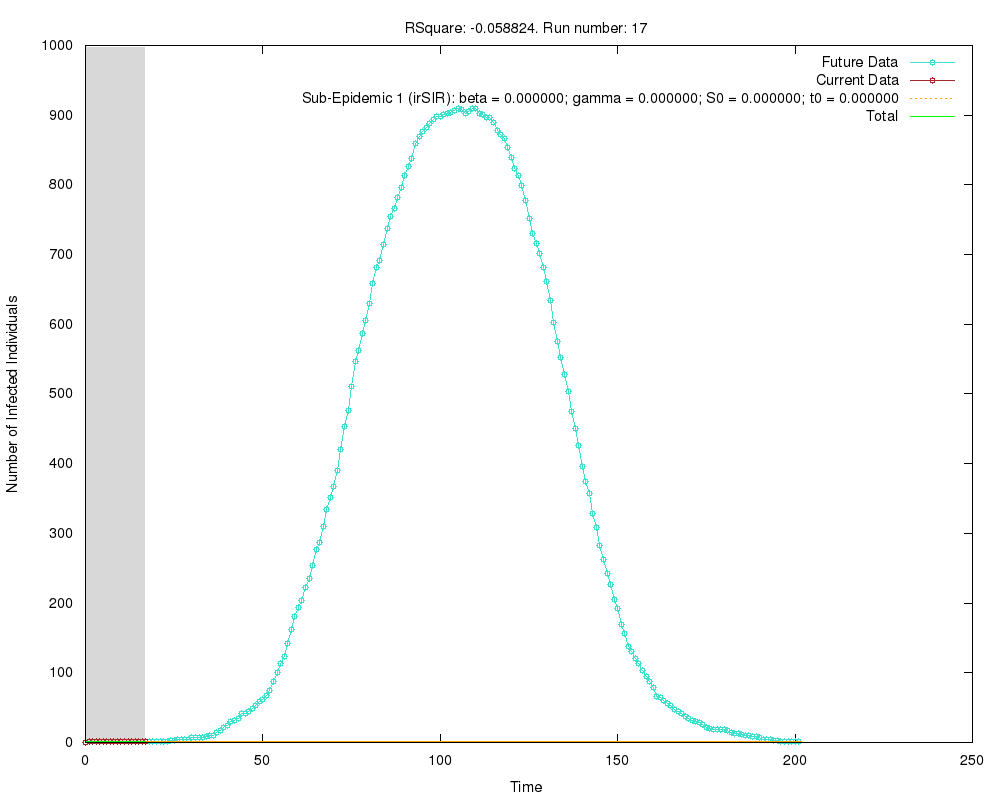 RSquare: -0.058824. Run number: 17
1000
900
800
700
600
500
400
300
200
100
0
Number of Infected Individuals
Future Data
Current Data
Sub-Epidemic 1 (irSIR): beta = 0.000000; gamma = 0.000000; S0 = 0.000000; t0 = 0.000000
Total
0
50
100
150
200
250
Time